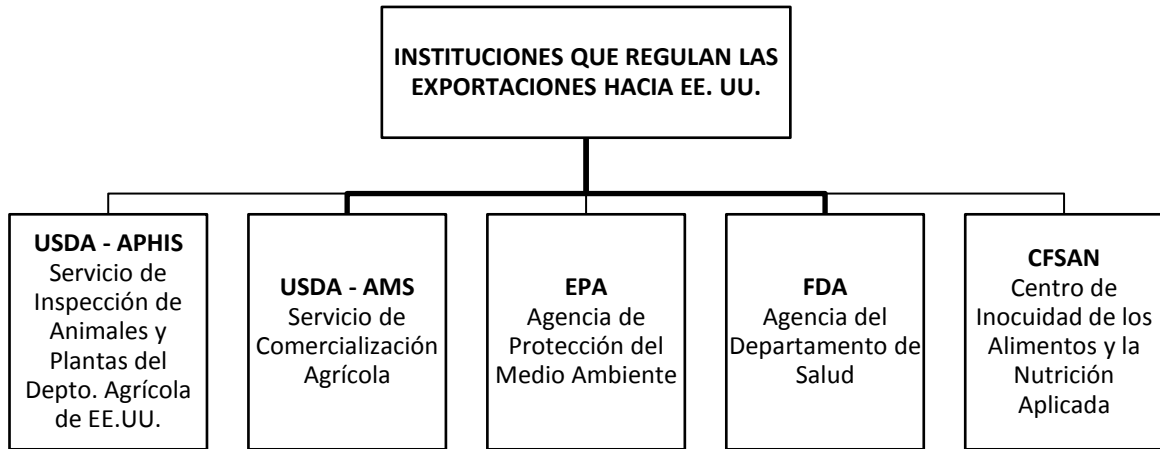 INSTITUCIONES QUE REGULAN LAS
EXPORTACIONES HACIA EE. UU.
USDA - APHIS
Servicio de
Inspección de
Animales y
Plantas del
Depto. Agrícola
de EE.UU.
USDA - AMS
Servicio de
Comercialización
Agrícola
EPA
Agencia de
Protección del
Medio Ambiente
FDA
Agencia del
Departamento de
Salud
CFSAN
Centro de
Inocuidad de los
Alimentos y la
Nutrición
Aplicada